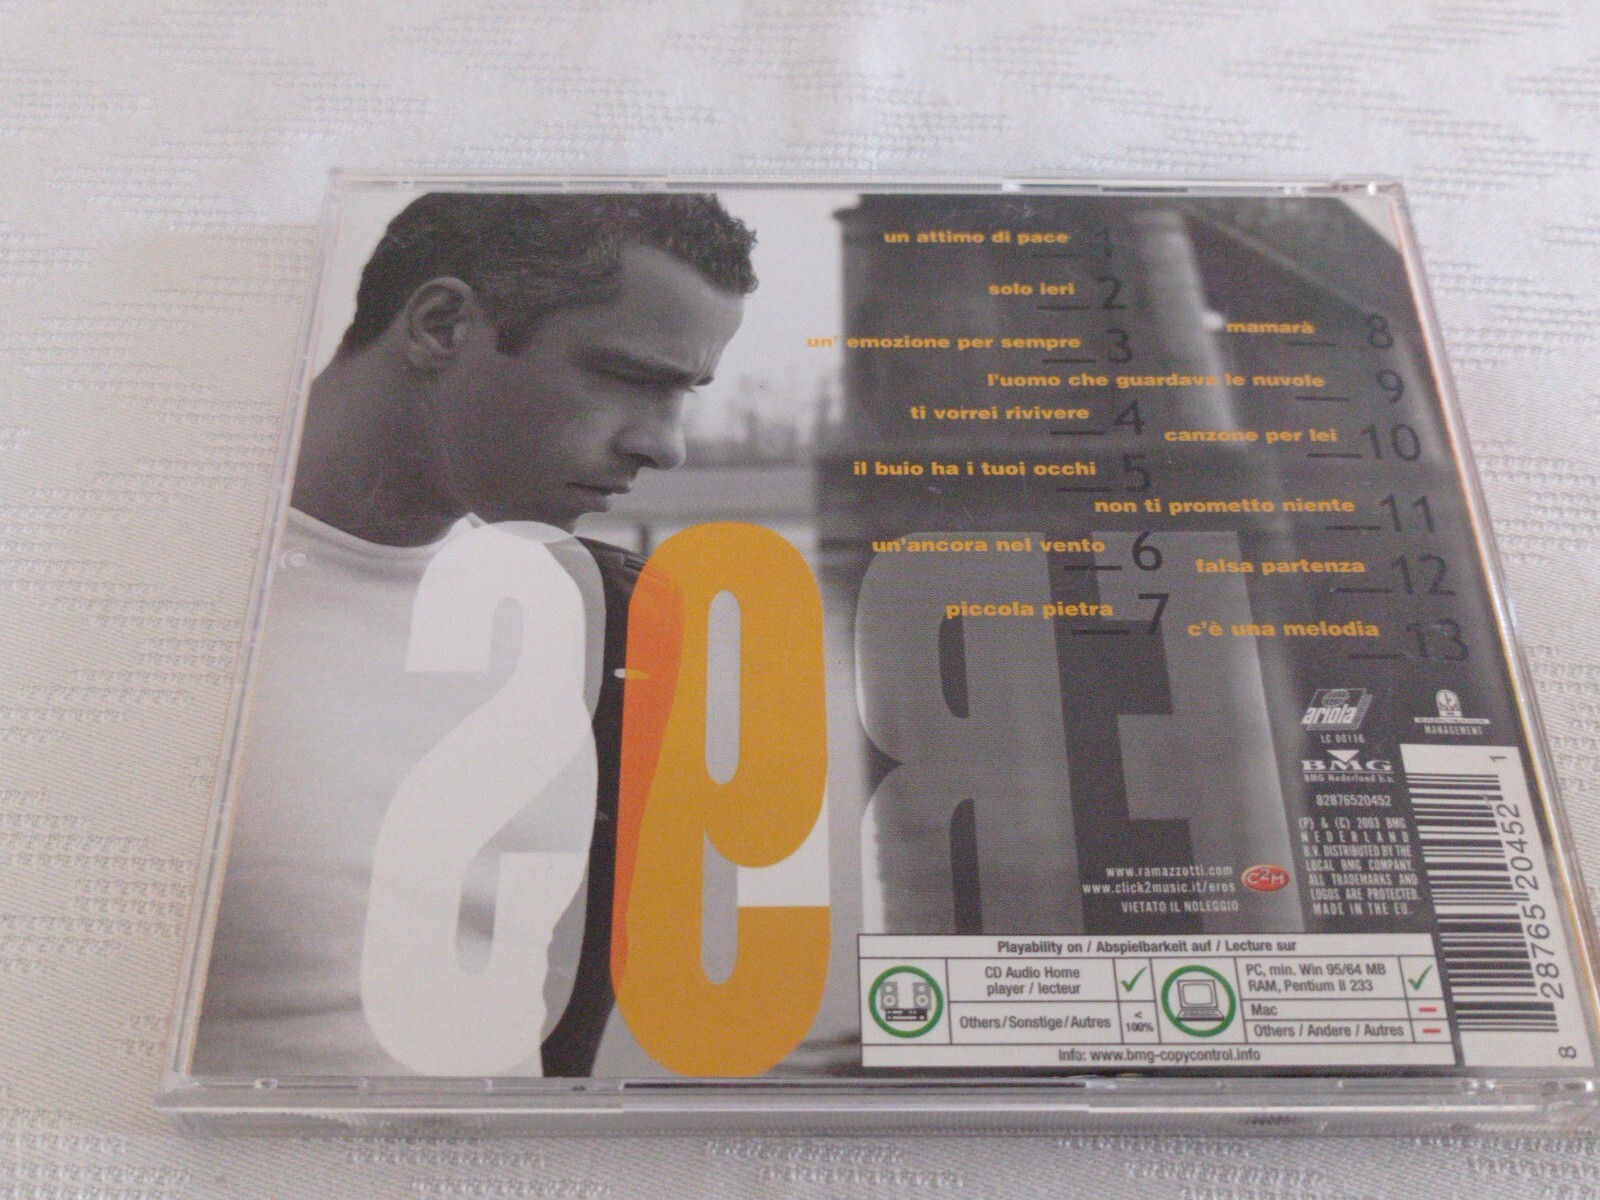 un attimo di pace 1
solo ieri 2
un' emozione per sempre 3
ti vorrei rivivere 4
il buio ha i tuoi occhi 5
un'ancora nel vento 6
piccola pietra 7
mamarà 8
l'uomo che guardava le nuvole 9
canzone per lei 10
non ti prometto niente 11
falsa partenza 12
c'è una melodia 13
9
ER
ariola
LC 00116
MANAGEMENT
BMG
BMG Nederland b.v.
82876520452
(P) & (C) 2003 BMG
NEDERLAND
B.V. DISTRIBUTED BY THE
LOCAL BMG COMPANY.
ALL TRADEMARKS AND
LOGOS ARE PROTECTED.
MADE IN THE EU.
www.ramazzotti.com
www.click2music.it/eros
C2M
VIETATO IL NOLEGGIO
Playability on / Abspielbarkeit auf / Lecture sur
CD Audio Home
player / lecteur
Others/Sonstige/Autres
<
100%
PC, min. Win 95/64 MB
RAM, Pentium II 233
Mac
Others / Andere / Autres
info: www.bmg-copycontrol.info
8 28765 20452 1